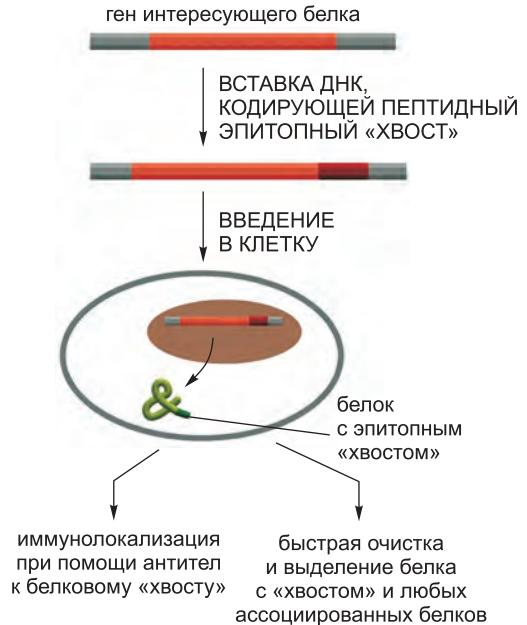 ген интересующего белка
ВСТАВКА ДНК,
КОДИРУЮЩЕЙ ПЕПТИДНЫЙ
ЭПИТОПНЫЙ «ХВОСТ»
ВВЕДЕНИЕ
В КЛЕТКУ
белок
с эпитопным
«хвостом»
иммунолокализация
при помощи антител
к белковому «хвосту»
быстрая очистка
и выделение белка
с «хвостом» и любых
ассоциированных белков